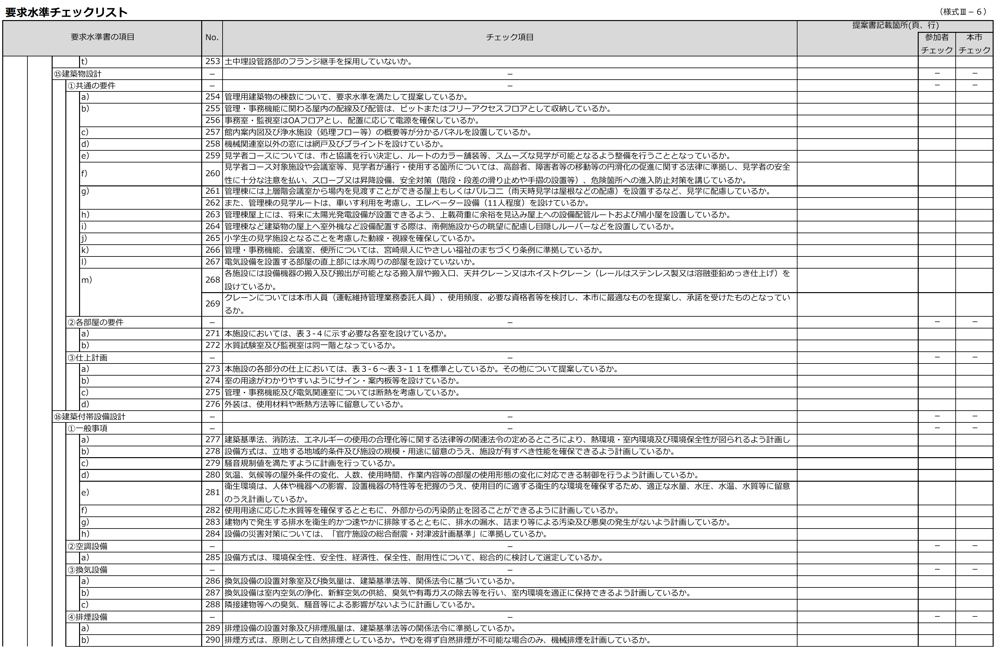 要求水準チェックリスト
（様式Ⅲ－６）
要求水準書の項目 No. チェック項目 提案書記載箇所(頁、行)
参加者 本市
チェック チェック
t） 253 土中埋設管路部のフランジ継手を採用していないか。
⑮建築物設計 － － － －
①共通の要件 － － － －
a） 254 管理用建築物の棟数について、要求水準を満たして提案しているか。
b） 255 管理・事務機能に関わる屋内の配線及び配管は、ピットまたはフリーアクセスフロアとして収納しているか。
256 事務室・監視室はOAフロアとし、配置に応じて電源を確保しているか。
c） 257 館内案内図及び浄水施設（処理フロー等）の概要等が分かるパネルを設置しているか。
d） 258 機械関連室以外の窓には網戸及びブラインドを設けているか。
e） 259 見学者コースについては、市と協議を行い決定し、ルートのカラー舗装等、スムーズな見学が可能となるよう整備を行うこととなっているか。
f） 260 見学者コース対象施設や会議室等、見学者が通行・使用する箇所については、高齢者、障害者等の移動等の円滑化の促進に関する法律に準拠し、見学者の安全
性に十分な注意を払い、スロープ又は昇降設備、安全対策（階段・段差の滑り止めや手摺の設置等）、危険箇所への進入防止対策を講じているか。
g） 261 管理棟には上層階会議室から場内を見渡すことができる屋上もしくはバルコニ（雨天時見学は屋根などの配慮）を設置するなど、見学に配慮しているか。
262 また、管理棟の見学ルートは、車いす利用を考慮し、エレベーター設備（11人程度）を設けているか。
h） 263 管理棟屋上には、将来に太陽光発電設備が設置できるよう、上載荷重に余裕を見込み屋上への設備配管ルートおよび鳩小屋を設置しているか。
i） 264 管理棟など建築物の屋上へ室外機など設備配置する際は、南側施設からの眺望に配慮し目隠しルーバーなどを設置しているか。
j） 265 小学生の見学施設となることを考慮した動線・視線を確保しているか。
k） 266 管理・事務機能、会議室、便所については、宮崎県人にやさしい福祉のまちづくり条例に準拠しているか。
l） 267 電気設備を設置する部屋の直上部には水周りの部屋を設けていないか。
m） 268 各施設には設備機器の搬入及び搬出が可能となる搬入扉や搬入口、天井クレーン又はホイストクレーン（レールはステンレス製又は溶融亜鉛めっき仕上げ）を
設けているか。
269 クレーンについては本市人員（運転維持管理業務委託人員）、使用頻度、必要な資格者等を検討し、本市に最適なものを提案し、承諾を受けたものとなってい
るか。
②各部屋の要件 － － － －
a） 271 本施設においては、表３-４に示す必要な各室を設けているか。
b） 272 水質試験室及び監視室は同一階となっているか。
③仕上計画 － － － －
a） 273 本施設の各部分の仕上においては、表３-６～表３-１１を標準としているか。その他について提案しているか。
b） 274 室の用途がわかりやすいようにサイン・案内板等を設けているか。
c） 275 管理・事務機能及び電気関連室については断熱を考慮しているか。
d） 276 外装は、使用材料や断熱方法等に留意しているか。
⑯建築付帯設備設計 － － － －
①一般事項 － － － －
a） 277 建築基準法、消防法、エネルギーの使用の合理化等に関する法律等の関連法令の定めるところにより、熱環境・室内環境及び環境保全性が図られるよう計画し
b） 278 設備方式は、立地する地域的条件及び施設の規模・用途に留意のうえ、施設が有すべき性能を確保できるよう計画しているか。
c） 279 騒音規制値を満たすように計画を行っているか。
d） 280 気温、気候等の屋外条件の変化、人数、使用時間、作業内容等の部屋の使用形態の変化に対応できる制御を行うよう計画しているか。
e） 281 衛生環境は、人体や機器への影響、設置機器の特性等を把握のうえ、使用目的に適する衛生的な環境を確保するため、適正な水量、水圧、水温、水質等に留意
のうえ計画しているか。
f） 282 使用用途に応じた水質等を確保するとともに、外部からの汚染防止を図ることができるように計画しているか。
g） 283 建物内で発生する排水を衛生的かつ速やかに排除するとともに、排水の漏水、詰まり等による汚染及び悪臭の発生がないよう計画しているか。
h） 284 設備の災害対策については、「官庁施設の総合耐震・対津波計画基準」に準拠しているか。
②空調設備 － － － －
a） 285 設備方式は、環境保全性、安全性、経済性、保全性、耐用性について、総合的に検討して選定しているか。
③換気設備 － － － －
a） 286 換気設備の設置対象室及び換気量は、建築基準法等、関係法令に基づいているか。
b） 287 換気設備は室内空気の浄化、新鮮空気の供給、臭気や有毒ガスの除去等を行い、室内環境を適正に保持できるよう計画しているか。
c） 288 隣接建物等への臭気、騒音等による影響がないように計画しているか。
④排煙設備 － － － －
a） 289 排煙設備の設置対象及び排煙風量は、建築基準法等の関係法令に準拠しているか。
b） 290 排煙方式は、原則として自然排煙としているか。やむを得ず自然排煙が不可能な場合のみ、機械排煙を計画しているか。